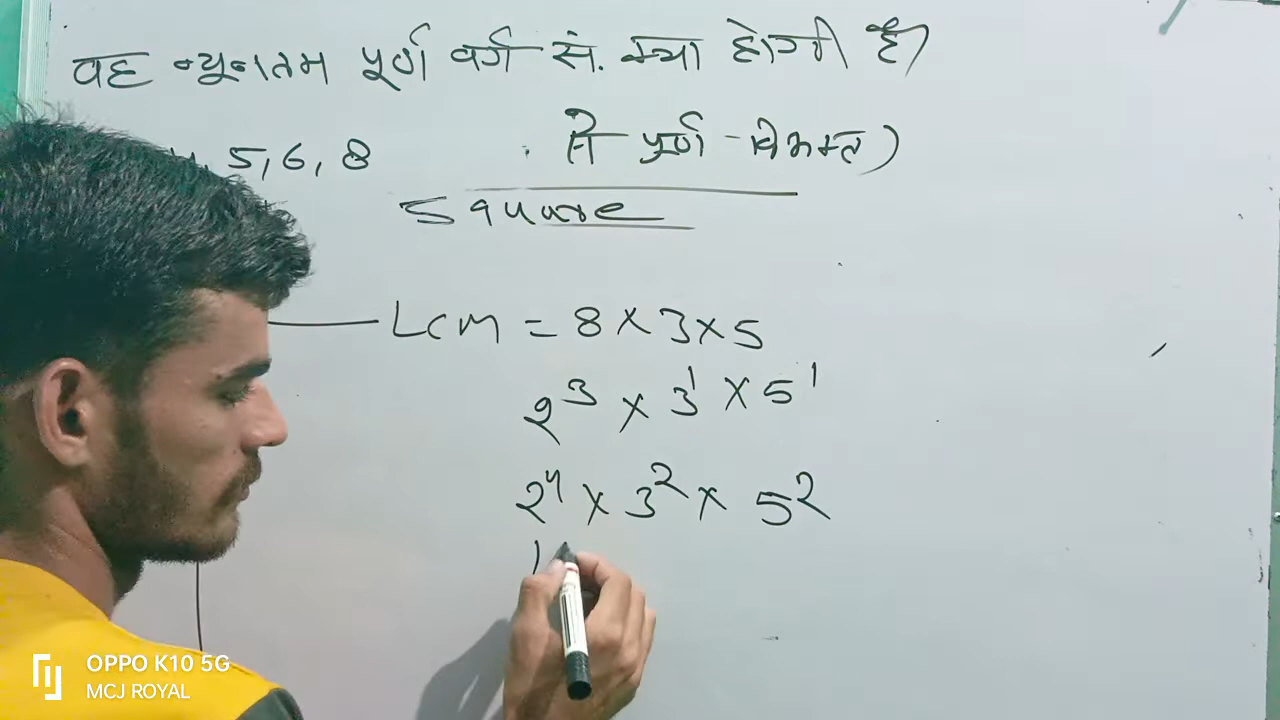 वह न्यूनतम पूर्ण वर्ग सं. क्या होगी है
5, 6, 8 से पूर्ण-विभक्त)
Square
LCM = 8 × 3 × 5
2³ × 3¹ × 5¹
2⁴ × 3² × 5²
1
OPPO K10 5G
MCJ ROYAL